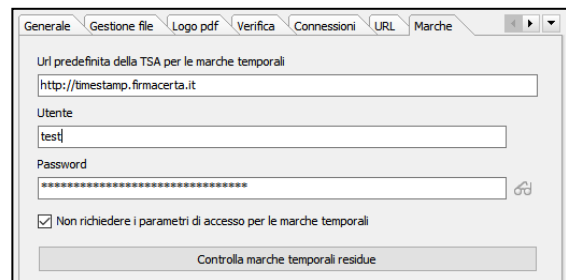 Generale Gestione file Logo pdf Verifica Connessioni URL Marche
Url predefinita della TSA per le marche temporali
http://timestamp.firmacerta.it
Utente
test
Password
********************************
Non richiedere i parametri di accesso per le marche temporali
Controlla marche temporali residue